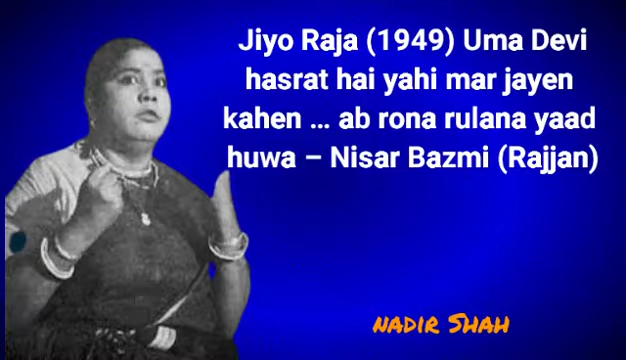 Jiyo Raja (1949) Uma Devi
hasrat hai yahi mar jayen
kahen ... ab rona rulana yaad
huwa – Nisar Bazmi (Rajjan)
NADIR SHAH